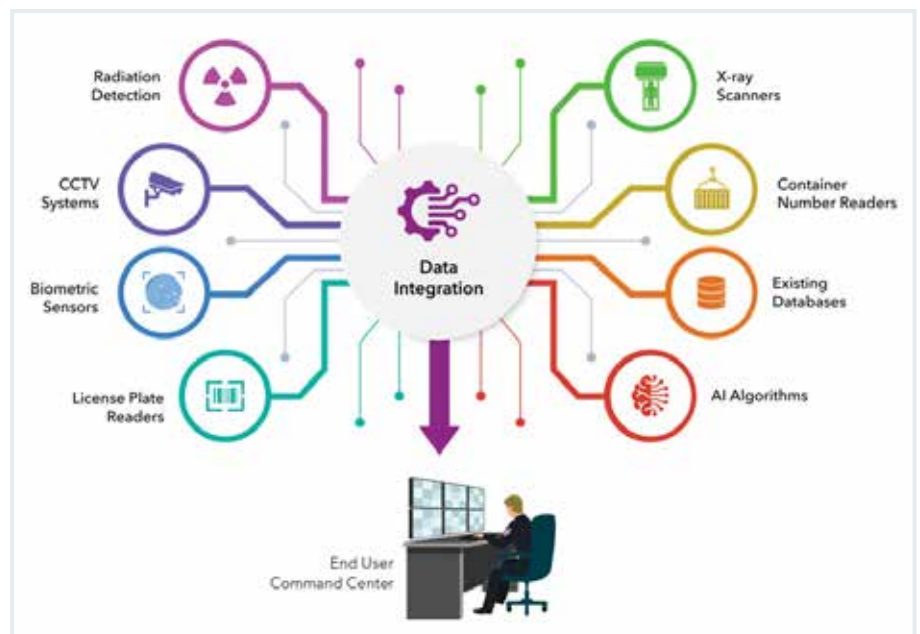 Radiation
Detection
X-ray
Scanners
CCTV
Systems
Container
Number Readers
Data
Integration
Biometric
Sensors
Existing
Databases
License Plate
Readers
AI Algorithms
End User
Command Center